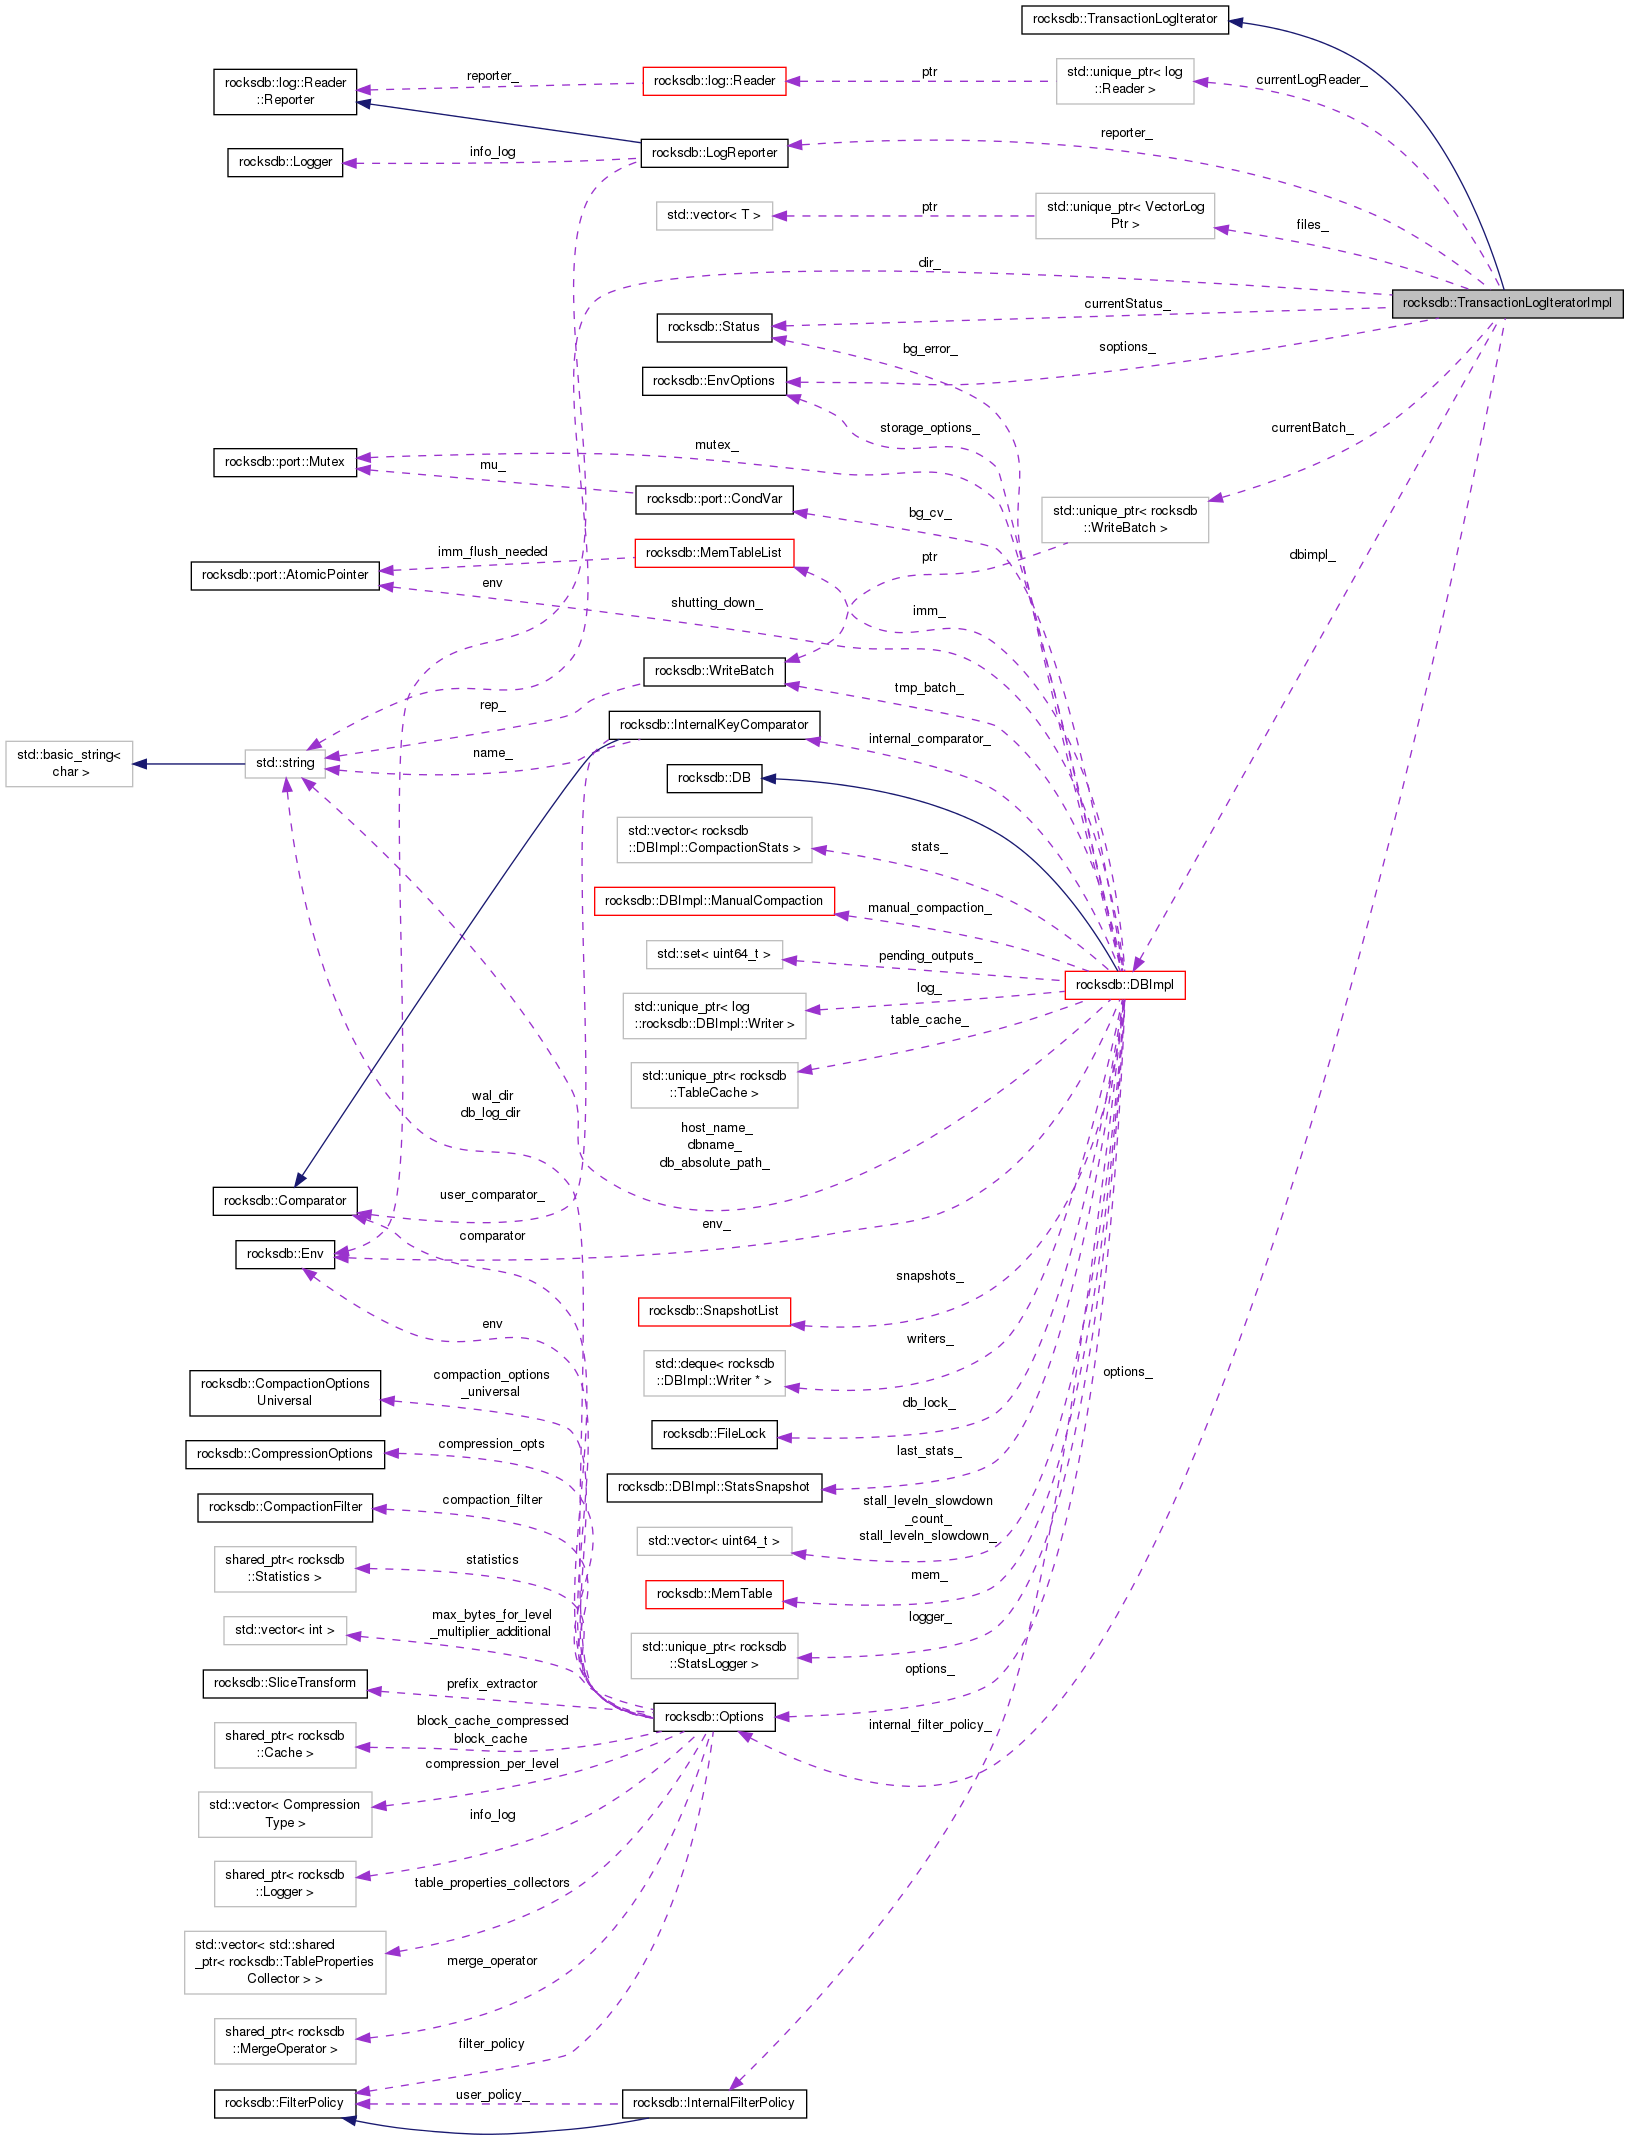 rocksdb::TransactionLogIterator
rocksdb::log::Reader
::Reporter
reporter_
rocksdb::log::Reader
ptr
std::unique_ptr< log
::Reader >
currentLogReader_
rocksdb::Logger
info_log
rocksdb::LogReporter
reporter_
std::vector< T >
ptr
std::unique_ptr< VectorLog
Ptr >
files_
dir_
rocksdb::TransactionLogIteratorImpl
rocksdb::Status
currentStatus_
bg_error_
soptions_
rocksdb::EnvOptions
storage_options_
currentBatch_
rocksdb::port::Mutex
mutex_
mu_
rocksdb::port::CondVar
bg_cv_
std::unique_ptr< rocksdb
::WriteBatch >
rocksdb::port::AtomicPointer
imm_flush_needed
rocksdb::MemTableList
ptr
dbimpl_
env
shutting_down_
imm_
rocksdb::WriteBatch
tmp_batch_
rep_
rocksdb::InternalKeyComparator
internal_comparator_
std::basic_string<
char >
std::string
name_
rocksdb::DB
std::vector< rocksdb
::DBImpl::CompactionStats >
stats_
rocksdb::DBImpl::ManualCompaction
manual_compaction_
std::set< uint64_t >
pending_outputs_
rocksdb::DBImpl
std::unique_ptr< log
::rocksdb::DBImpl::Writer >
log_
table_cache_
std::unique_ptr< rocksdb
::TableCache >
wal_dir
db_log_dir
host_name_
dbname_
db_absolute_path_
rocksdb::Comparator
user_comparator_
comparator
rocksdb::Env
env_
env
rocksdb::SnapshotList
snapshots_
writers_
std::deque< rocksdb
::DBImpl::Writer * >
options_
rocksdb::CompactionOptions
Universal
compaction_options
_universal
rocksdb::FileLock
db_lock_
rocksdb::CompressionOptions
compression_opts
last_stats_
rocksdb::DBImpl::StatsSnapshot
rocksdb::CompactionFilter
compaction_filter
stall_leveln_slowdown
_count_
stall_leveln_slowdown_
std::vector< uint64_t >
shared_ptr< rocksdb
::Statistics >
statistics
rocksdb::MemTable
mem_
std::vector< int >
max_bytes_for_level
_multiplier_additional
logger_
std::unique_ptr< rocksdb
::StatsLogger >
rocksdb::SliceTransform
prefix_extractor
options_
rocksdb::Options
internal_filter_policy_
shared_ptr< rocksdb
::Cache >
block_cache_compressed
block_cache
compression_per_level
std::vector< Compression
Type >
info_log
shared_ptr< rocksdb
::Logger >
table_properties_collectors
std::vector< std::shared
_ptr< rocksdb::TableProperties
Collector > >
merge_operator
shared_ptr< rocksdb
::MergeOperator >
filter_policy
rocksdb::FilterPolicy
user_policy_
rocksdb::InternalFilterPolicy